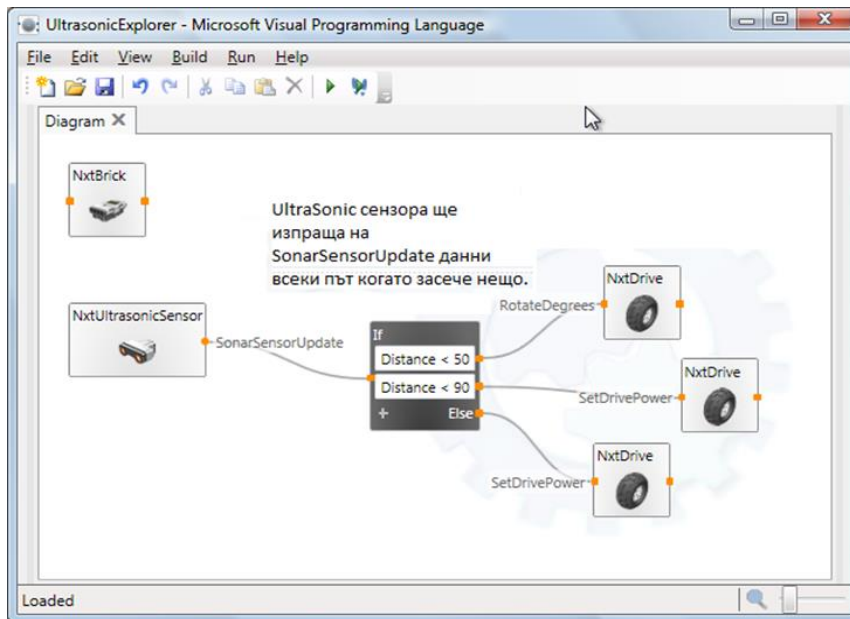 UltrasonicExplorer - Microsoft Visual Programming Language
File Edit View Build Run Help
Diagram
NxtBrick
UltraSonic сензора ще
изпраща на
SonarSensorUpdate данни
всеки път когато засече нещо.
NxtUltrasonicSensor
SonarSensorUpdate
If
Distance < 50
Distance < 90
Else
RotateDegrees
NxtDrive
SetDrivePower
NxtDrive
SetDrivePower
NxtDrive
Loaded